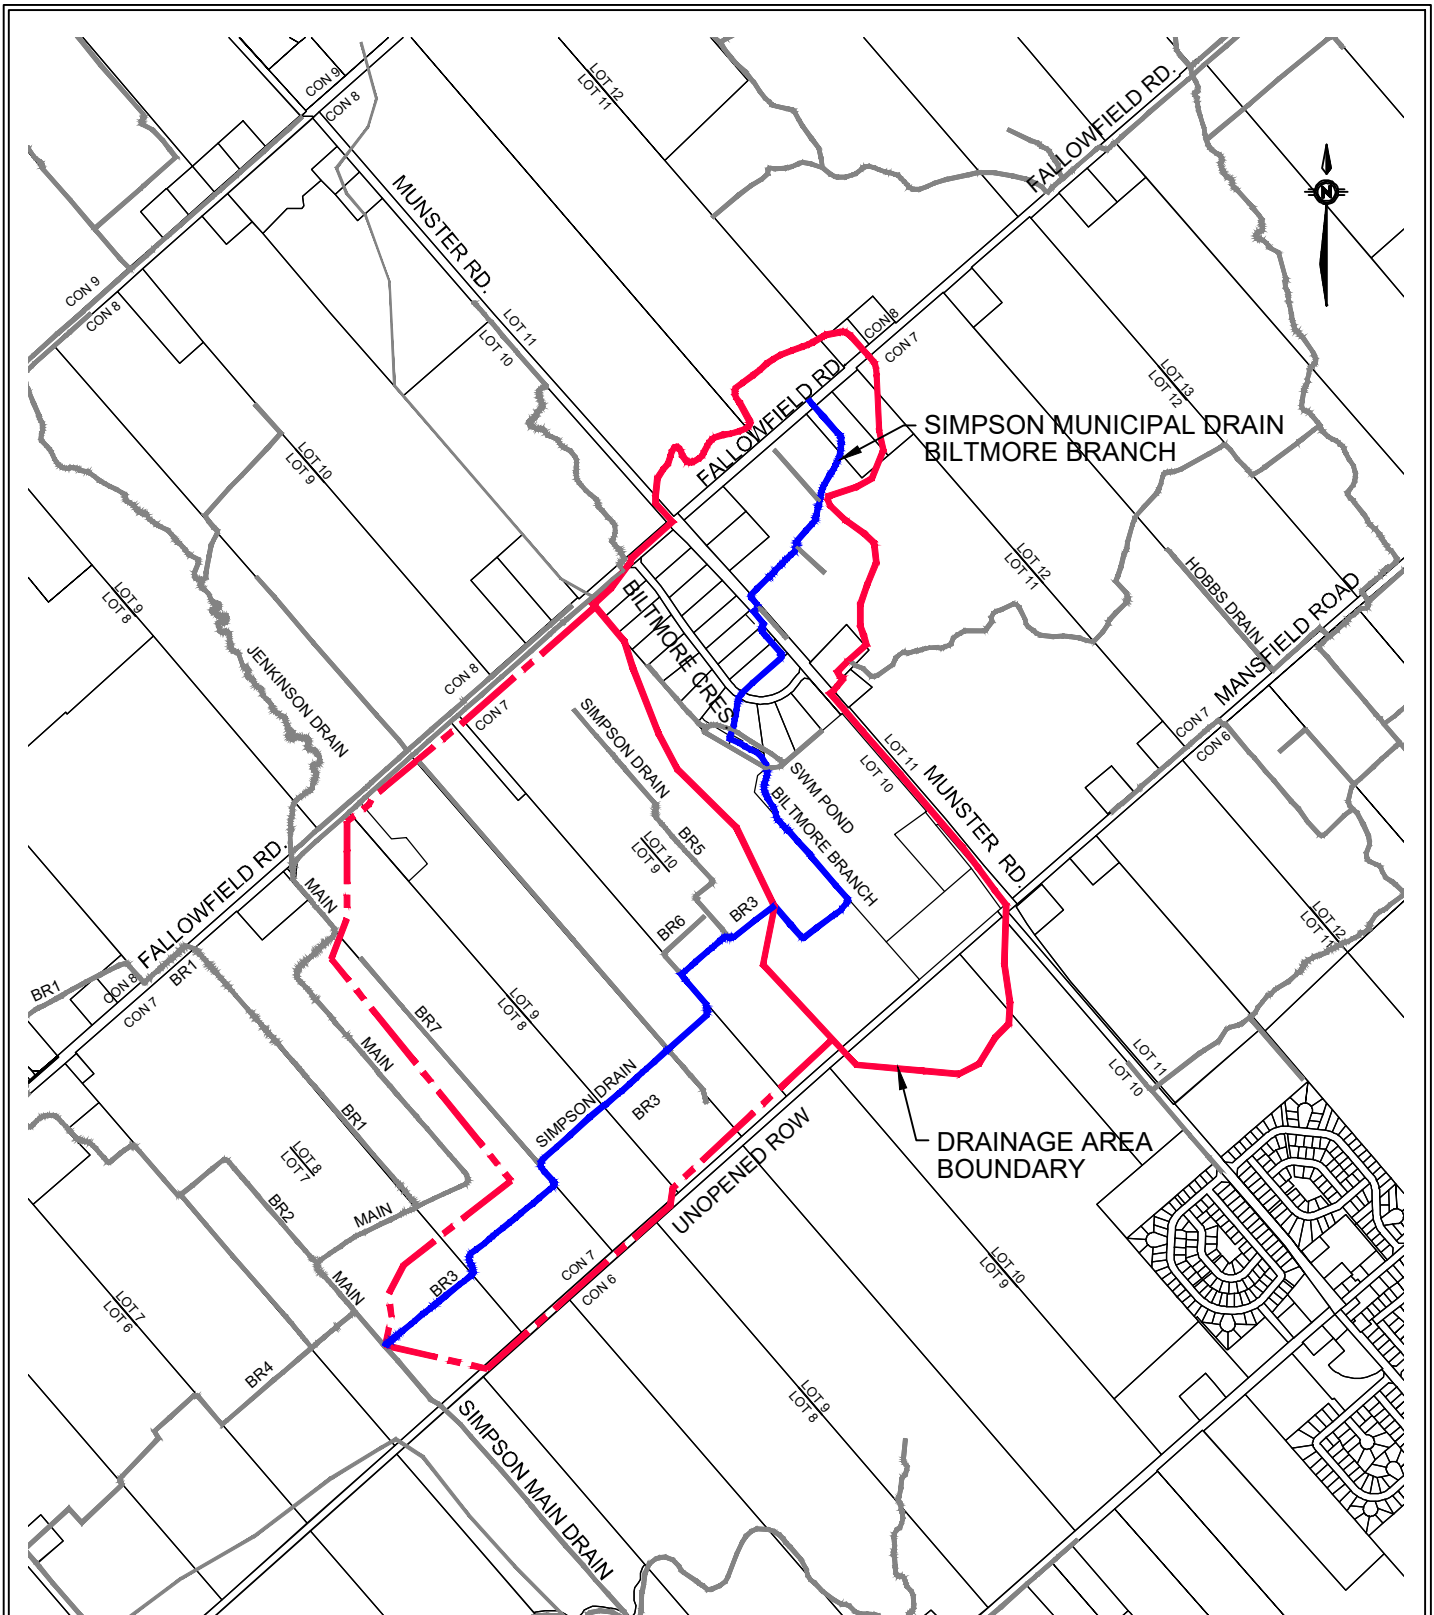 CON 9
CON 8
LOT 12
LOT 11
FALLOWFIELD RD.
N
MUNSTER RD.
CON 9
CON 8
LOT 11
LOT 10
CON 8
CON 7
FALLOWFIELD RD.
LOT 13
LOT 12
SIMPSON MUNICIPAL DRAIN
BILTMORE BRANCH
LOT 10
LOT 9
LOT 12
LOT 11
HOBBS DRAIN
MANSFIELD ROAD
LOT 9
LOT 8
BILTMORE CRES
JENKINSON DRAIN
CON 8
CON 7
SIMPSON DRAIN
CON 7
CON 6
LOT 11
LOT 10
MUNSTER RD.
SWM POND
BILTMORE BRANCH
BR5
LOT 10
LOT 9
FALLOWFIELD RD.
MAIN
BR3
BR6
LOT 12
LOT 11
BR1
CON 8
CON 7
BR1
LOT 9
LOT 8
BR7
MAIN
LOT 11
LOT 10
SIMPSON DRAIN
BR3
BR1
UNOPENED ROW
DRAINAGE AREA
BOUNDARY
LOT 8
LOT 7
BR2
MAIN
CON 7
CON 6
LOT 10
LOT 9
MAIN
BR3
LOT 7
LOT 6
BR4
LOT 9
LOT 8
SIMPSON MAIN DRAIN